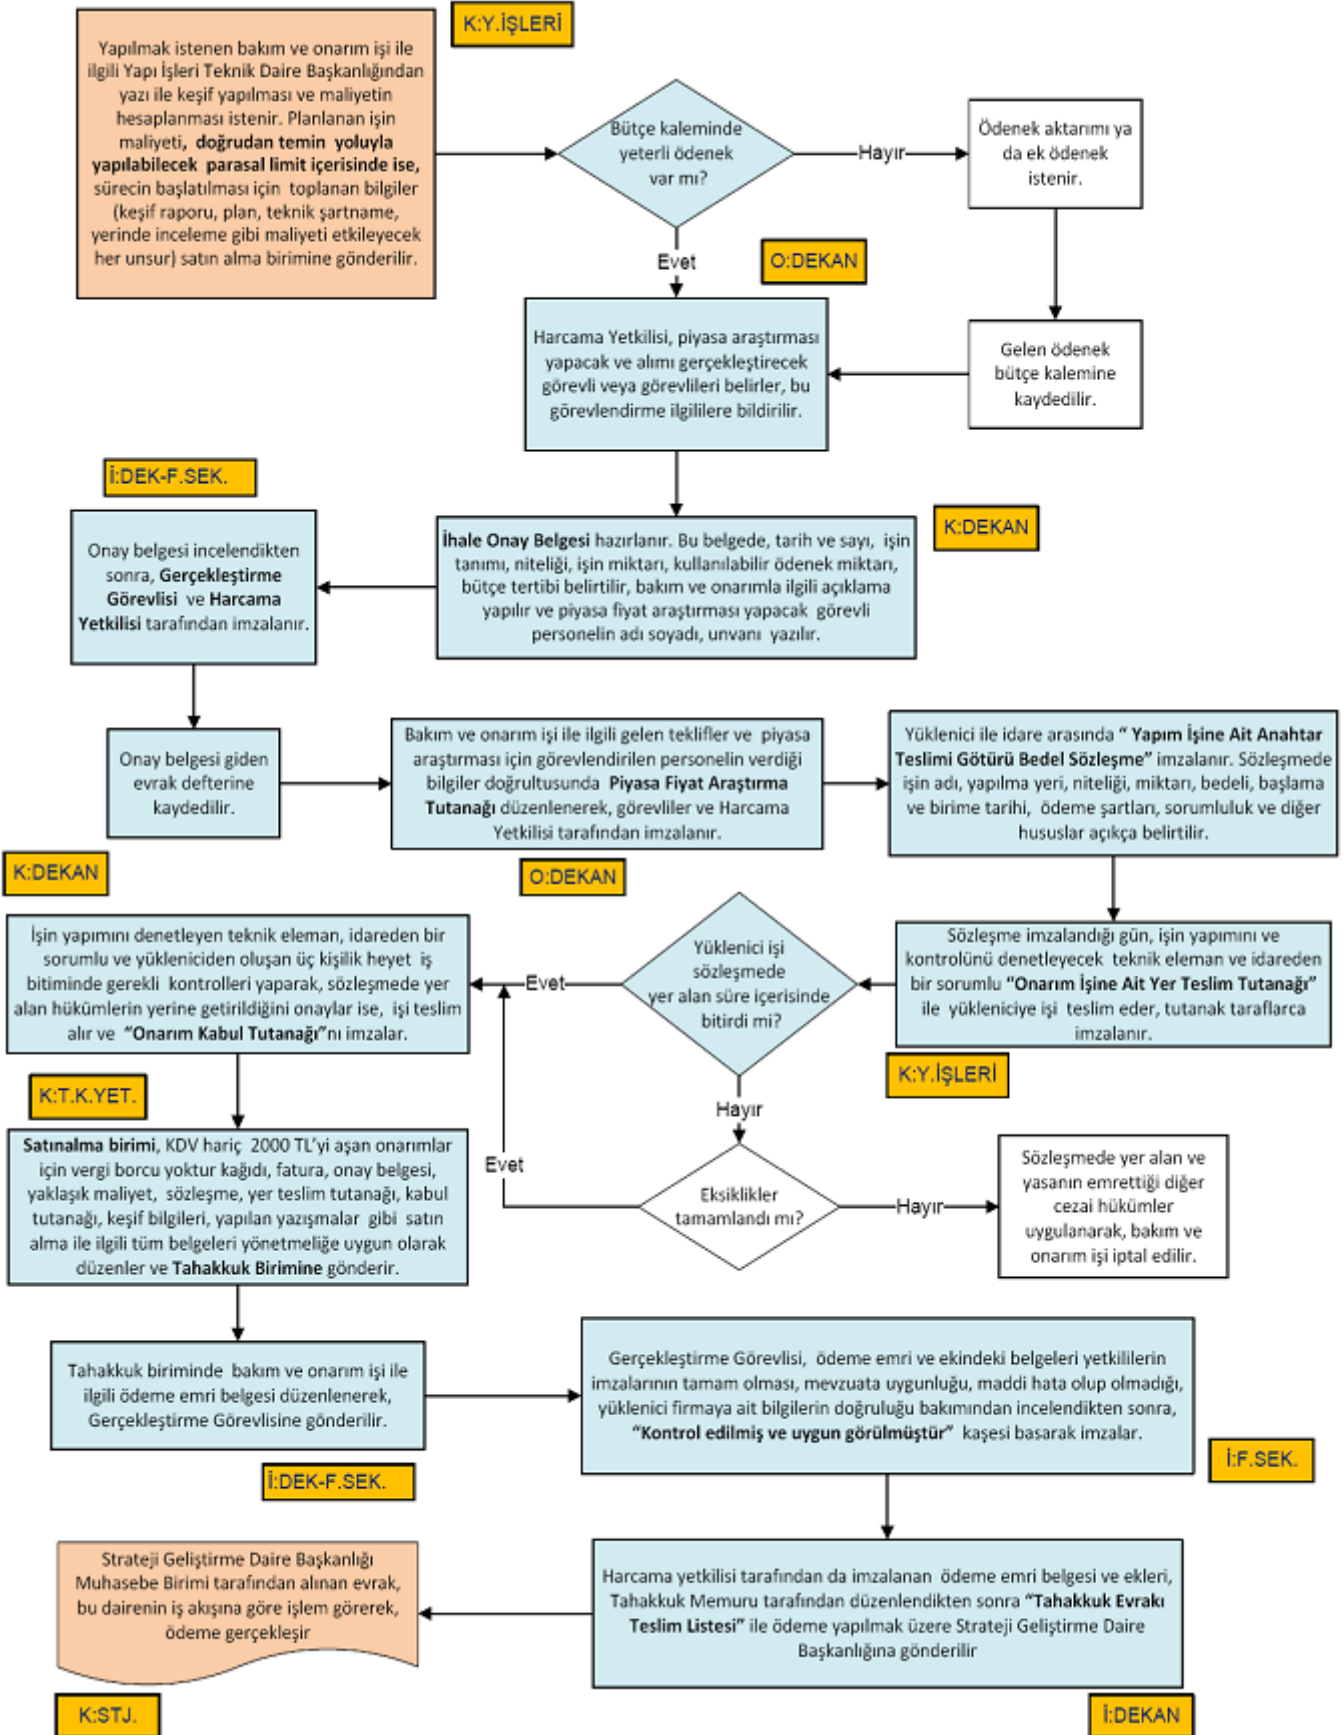 K:Y.İŞLERİ
Yapılmak istenen bakım ve onarım işi ile
ilgili Yapı İşleri Teknik Daire Başkanlığından
yazı ile keşif yapılması ve maliyetin
hesaplanması istenir. Planlanan işin
maliyeti, doğrudan temin yoluyla
yapılabilecek parasal limit içerisinde ise,
sürecin başlatılması için toplanan bilgiler
(keşif raporu, plan, teknik şartname,
yerinde inceleme gibi maliyeti etkileyecek
her unsur) satın alma birimine gönderilir.
Bütçe kaleminde
yeterli ödenek
var mı?
Hayır
Ödenek aktarımı ya
da ek ödenek
istenir.
Evet
O:DEKAN
Harcama Yetkilisi, piyasa araştırması
yapacak ve alımı gerçekleştirecek
görevli veya görevlileri belirler, bu
görevlendirme ilgililere bildirilir.
Gelen ödenek
bütçe kalemine
kaydedilir.
İ:DEK-F.SEK.
K:DEKAN
Onay belgesi incelendikten
sonra, Gerçekleştirme
Görevlisi ve Harcama
Yetkilisi tarafından imzalanır.
İhale Onay Belgesi hazırlanır. Bu belgede, tarih ve sayı, işin
tanımı, niteliği, işin miktarı, kullanılabilir ödenek miktarı,
bütçe tertibi belirtilir, bakım ve onarımla ilgili açıklama
yapılır ve piyasa fiyat araştırması yapacak görevli
personelin adı soyadı, unvanı yazılır.
Onay belgesi giden
evrak defterine
kaydedilir.
Bakım ve onarım işi ile ilgili gelen teklifler ve piyasa
araştırması için görevlendirilen personelin verdiği
bilgiler doğrultusunda Piyasa Fiyat Araştırma
Tutanağı düzenlenerek, görevliler ve Harcama
Yetkilisi tarafından imzalanır.
Yüklenici ile idare arasında “ Yapım İşine Ait Anahtar
Teslimi Götürü Bedel Sözleşme” imzalanır. Sözleşmede
işin adı, yapılma yeri, niteliği, miktarı, bedeli, başlama
ve birime tarihi, ödeme şartları, sorumluluk ve diğer
hususlar açıkça belirtilir.
K:DEKAN
O:DEKAN
İşin yapımını denetleyen teknik eleman, idareden bir
sorumlu ve yükleniciden oluşan üç kişilik heyet iş
bitiminde gerekli kontrolleri yaparak, sözleşmede yer
alan hükümlerin yerine getirildiğini onaylar ise, işi teslim
alır ve “Onarım Kabul Tutanağı”nı imzalar.
Evet
Yüklenici işi
sözleşmede
yer alan süre içerisinde
bitirdi mi?
Sözleşme imzalandığı gün, işin yapımını ve
kontrolünü denetleyecek teknik eleman ve idareden
bir sorumlu “Onarım İşine Ait Yer Teslim Tutanağı”
ile yükleniciye işi teslim eder, tutanak taraflarca
imzalanır.
K:Y.İŞLERİ
K:T.K.YET.
Hayır
Satınalma birimi, KDV hariç 2000 TL’yi aşan onarımlar
için vergi borcu yoktur kağıdı, fatura, onay belgesi,
yaklaşık maliyet, sözleşme, yer teslim tutanağı, kabul
tutanağı, keşif bilgileri, yapılan yazışmalar gibi satın
alma ile ilgili tüm belgeleri yönetmeliğe uygun olarak
düzenler ve Tahakkuk Birimine gönderir.
Evet
Eksiklikler
tamamlandı mı?
Hayır
Sözleşmede yer alan ve
yasanın emrettiği diğer
cezai hükümler
uygulanarak, bakım ve
onarım işi iptal edilir.
Tahakkuk biriminde bakım ve onarım işi ile
ilgili ödeme emri belgesi düzenlenerek,
Gerçekleştirme Görevlisine gönderilir.
Gerçekleştirme Görevlisi, ödeme emri ve ekindeki belgeleri yetkililerin
imzalarının tamam olması, mevzuata uygunluğu, maddi hata olup olmadığı,
yüklenici firmaya ait bilgilerin doğruluğu bakımından incelendikten sonra,
“Kontrol edilmiş ve uygun görülmüştür” kaşesi basarak imzalar.
İ:F.SEK.
İ:DEK-F.SEK.
Strateji Geliştirme Daire Başkanlığı
Muhasebe Birimi tarafından alınan evrak,
bu dairenin iş akışına göre işlem görerek,
ödeme gerçekleşir
Harcama yetkilisi tarafından da imzalanan ödeme emri belgesi ve ekleri,
Tahakkuk Memuru tarafından düzenlendikten sonra “Tahakkuk Evrakı
Teslim Listesi” ile ödeme yapılmak üzere Strateji Geliştirme Daire
Başkanlığına gönderilir
K:STJ.
İ:DEKAN